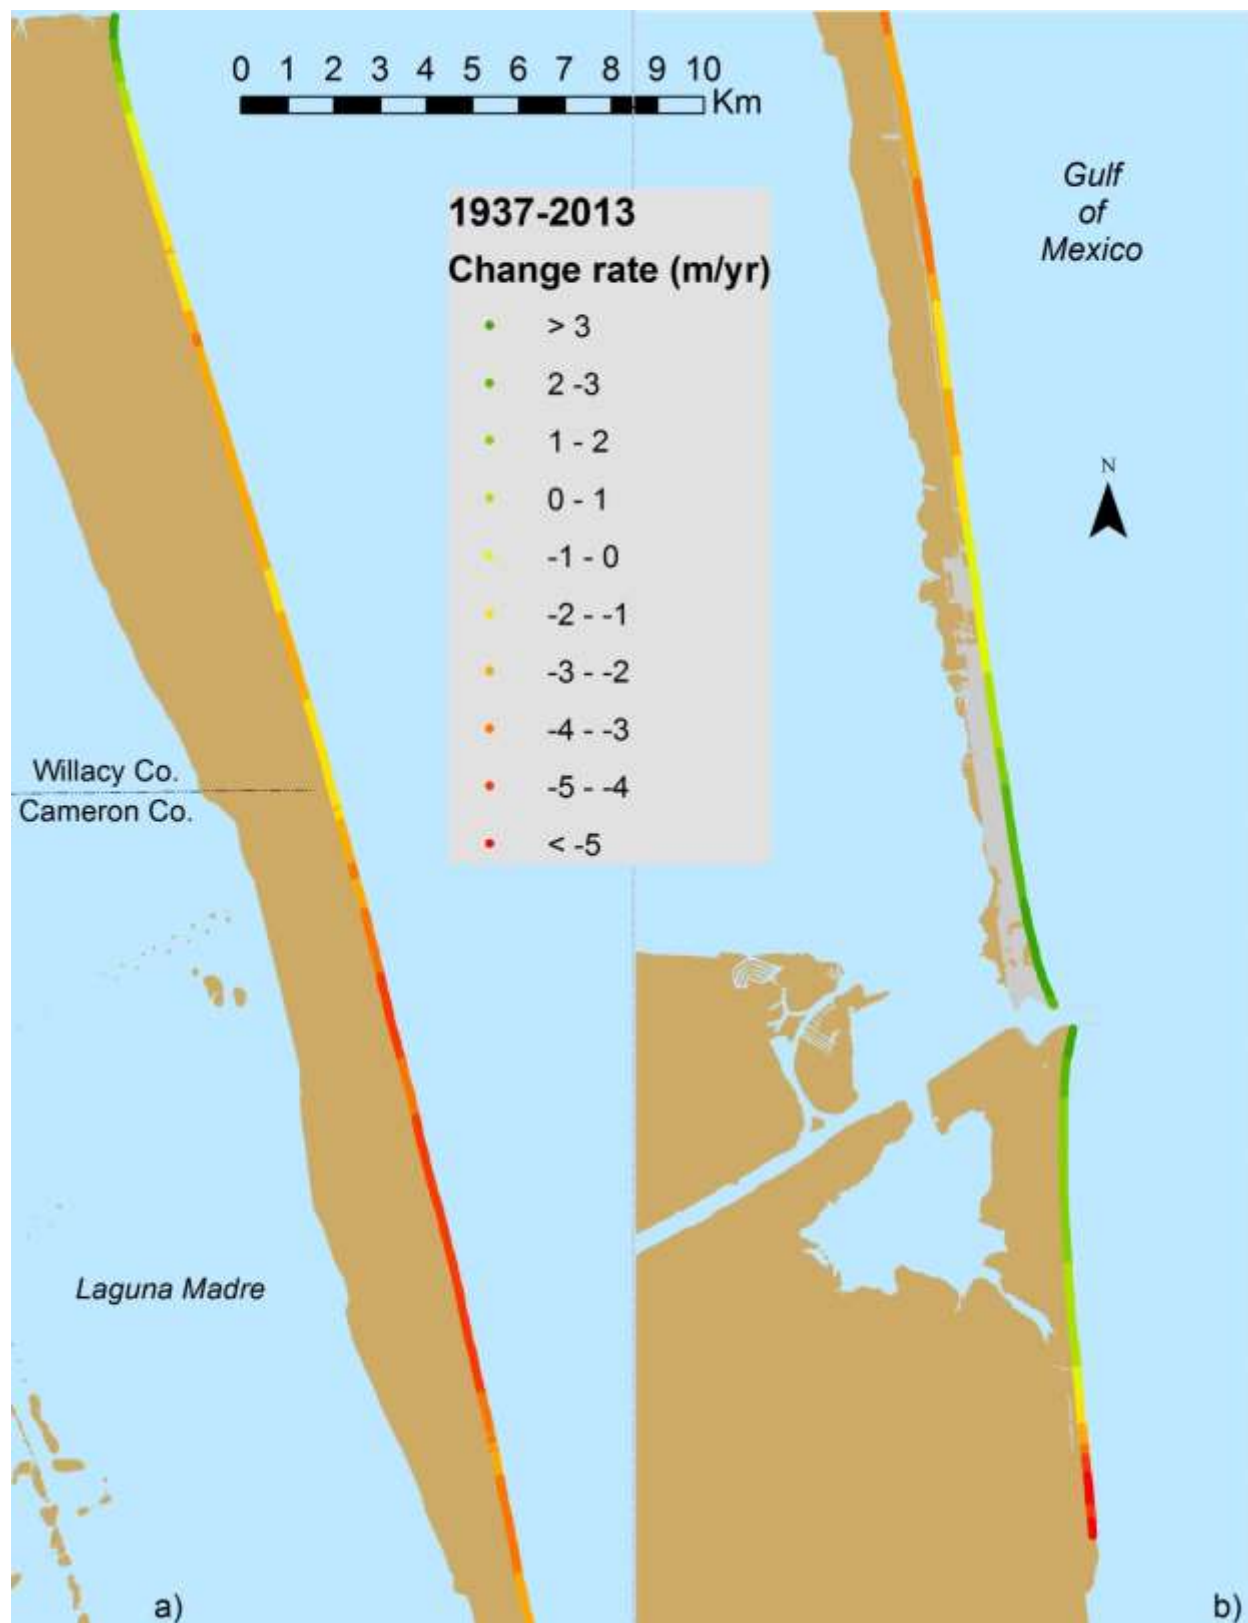 0 1 2 3 4 5 6 7 8 9 10
Km
Gulf
of
Mexico
1937-2013
Change rate (m/yr)
> 3
2 -3
1 - 2
0 - 1
-1 - 0
-2 - -1
-3 - -2
-4 - -3
-5 - -4
< -5
N
Willacy Co.
Cameron Co.
Laguna Madre
a)
b)